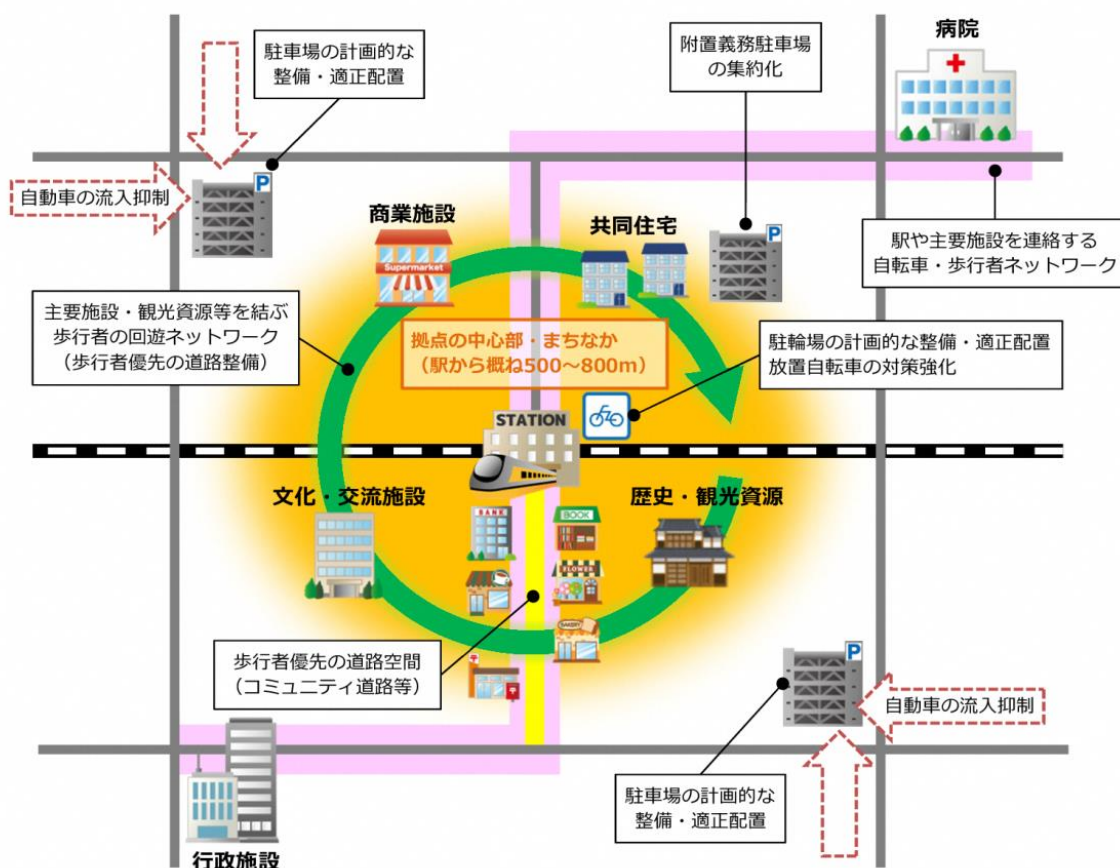 駐車場の計画的な
整備・適正配置
附置義務駐車場
の集約化
病院
P
自動車の流入抑制
商業施設
Supermarket
共同住宅
P
駅や主要施設を連絡する
自転車・歩行者ネットワーク
主要施設・観光資源等を結ぶ
歩行者の回遊ネットワーク
（歩行者優先の道路整備）
拠点の中心部・まちなか
（駅から概ね500～800m）
駐輪場の計画的な整備・適正配置
放置自転車の対策強化
STATION
文化・交流施設
歴史・観光資源
BANK
BOOK
FLOWER
BAKERY
歩行者優先の道路空間
（コミュニティ道路等）
〒
〒
P
自動車の流入抑制
駐車場の計画的な
整備・適正配置
行政施設